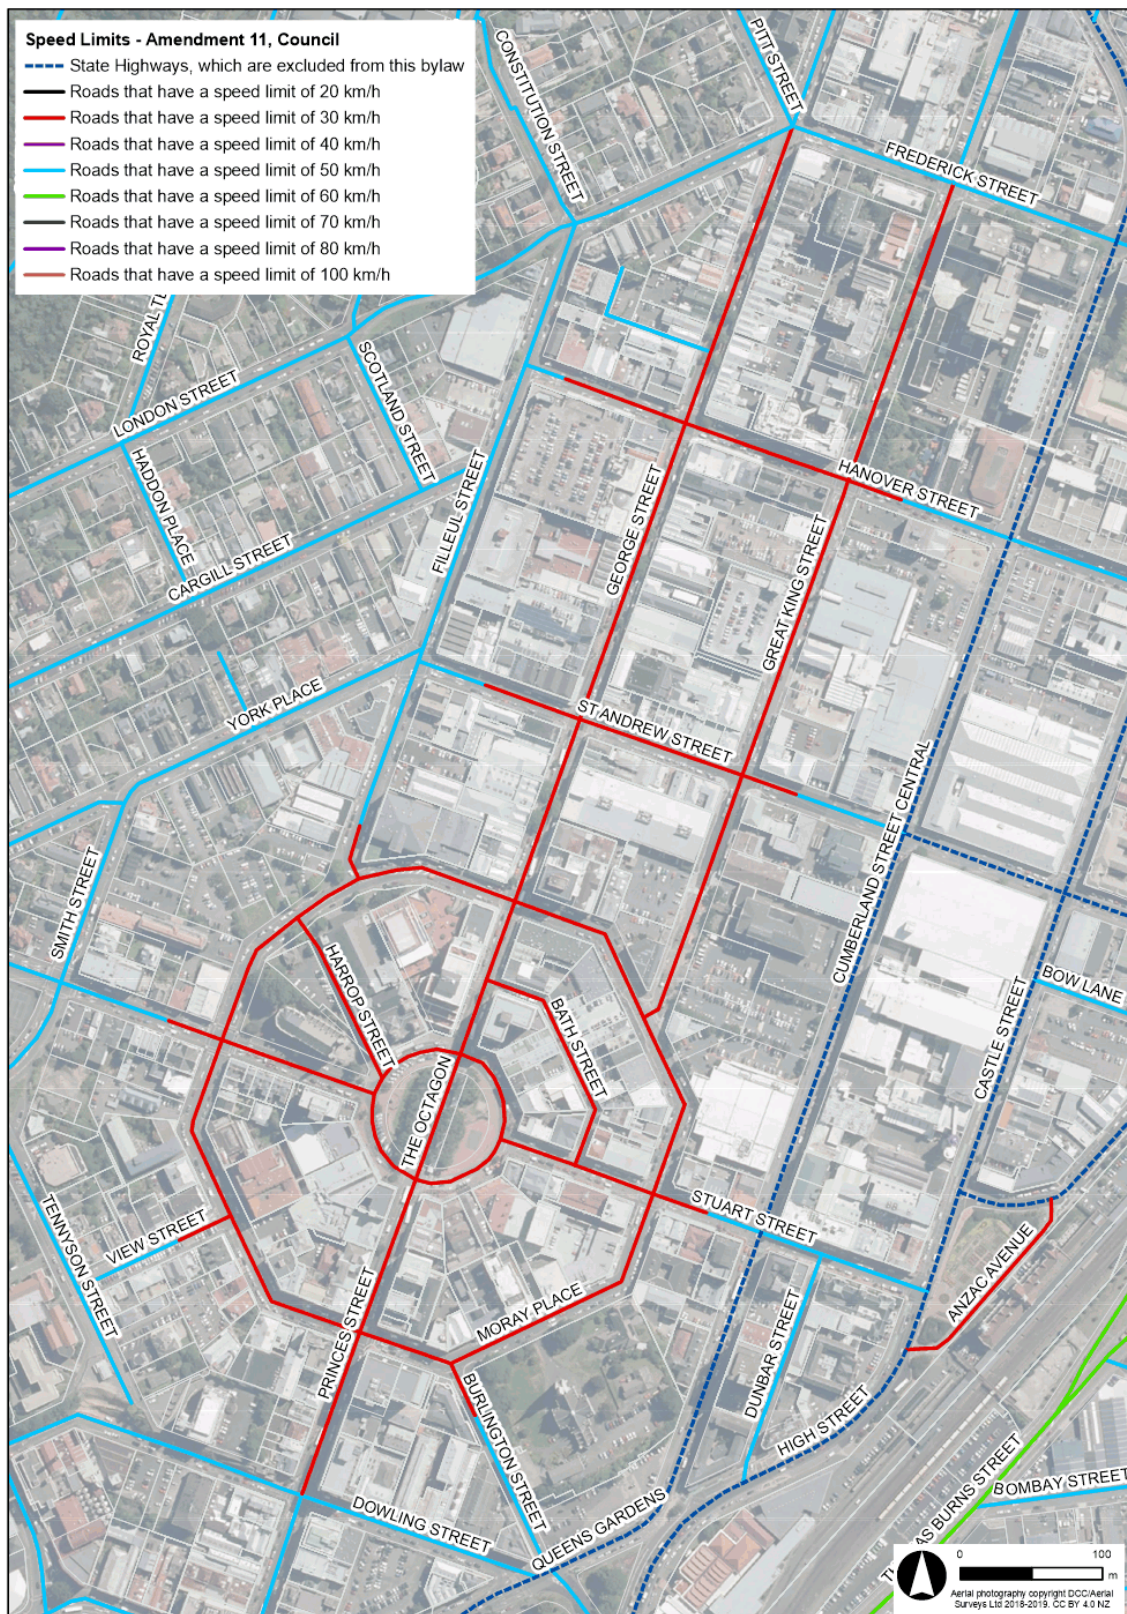 Speed Limits - Amendment 11, Council
State Highways, which are excluded from this bylaw
Roads that have a speed limit of 20 km/h
Roads that have a speed limit of 30 km/h
Roads that have a speed limit of 40 km/h
Roads that have a speed limit of 50 km/h
Roads that have a speed limit of 60 km/h
Roads that have a speed limit of 70 km/h
Roads that have a speed limit of 80 km/h
Roads that have a speed limit of 100 km/h
CONSTITUTION STREET
PITT STREET
FREDERICK STREET
ROYAL
SCOTLAND STREET
LONDON STREET
HADDON PLACE
CARGILL STREET
FILLEUL STREET
GEORGE STREET
HANOVER STREET
GREAT KING STREET
YORK PLACE
ST ANDREW STREET
CUMBERLAND STREET CENTRAL
SMITH STREET
HARROP STREET
BATH STREET
CASTLE STREET
BOW LANE
THE OCTAGON
STUART STREET
VIEW STREET
TENNYSON STREET
ANZAC AVENUE
MORAY PLACE
PRINCES STREET
DUNBAR STREET
BURLINGTON STREET
HIGH STREET
DOWLING STREET
QUEENS GARDENS
BURNS STREET
BOMBAY STREET
0 100
m
Aerial photography copyright DCC/Aerial
Surveys Ltd 2018-2019. CC BY 4.0 NZ